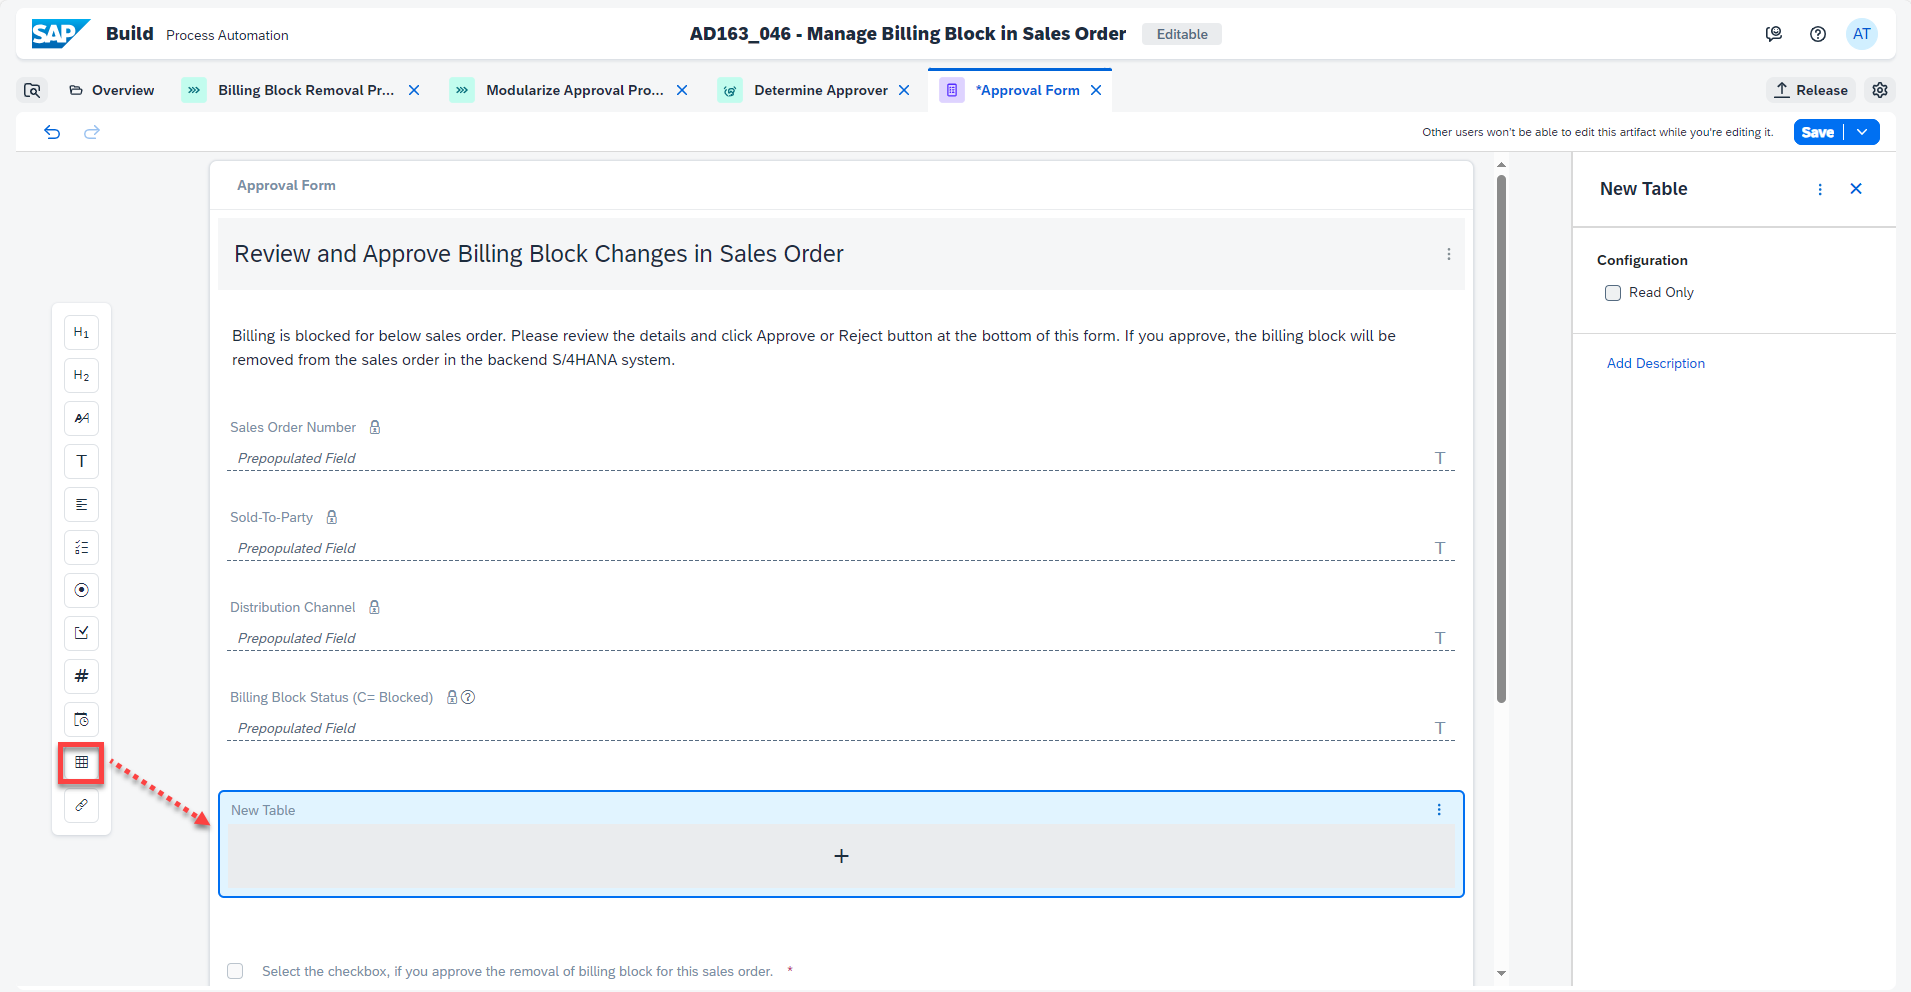 SAP Build Process Automation
AD163_046 - Manage Billing Block in Sales Order Editable
AT
Overview
Billing Block Removal Pr...
Modularize Approval Pro...
Determine Approver
*Approval Form
Release
Other users won't be able to edit this artifact while you're editing it.
Save
Approval Form
Review and Approve Billing Block Changes in Sales Order
Billing is blocked for below sales order. Please review the details and click Approve or Reject button at the bottom of this form. If you approve, the billing block will be
removed from the sales order in the backend S/4HANA system.
H1
H2
AA
T
#
Sales Order Number
Prepopulated Field T
Sold-To-Party
Prepopulated Field T
Distribution Channel
Prepopulated Field T
Billing Block Status (C= Blocked) ?
Prepopulated Field T
New Table
+
Select the checkbox, if you approve the removal of billing block for this sales order. *
New Table
Configuration
Read Only
Add Description